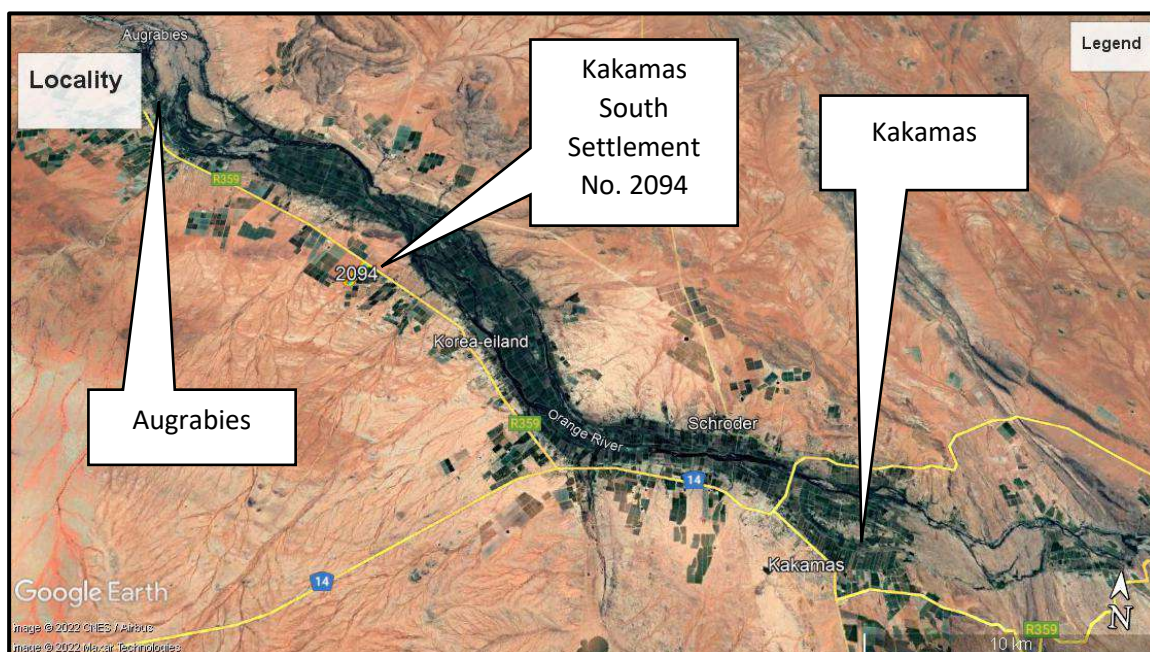 Augrabies
Locality
Legend
Kakamas
South
Settlement
No. 2094
Kakamas
R359
2094
Korea-eiland
Augrabies
R359
Orange River
Schroder
14
Kakamas
14
Google Earth
N
Image © 2022 CNES / Airbus
Image © 2022 Maxar Technologies
R359
10 km